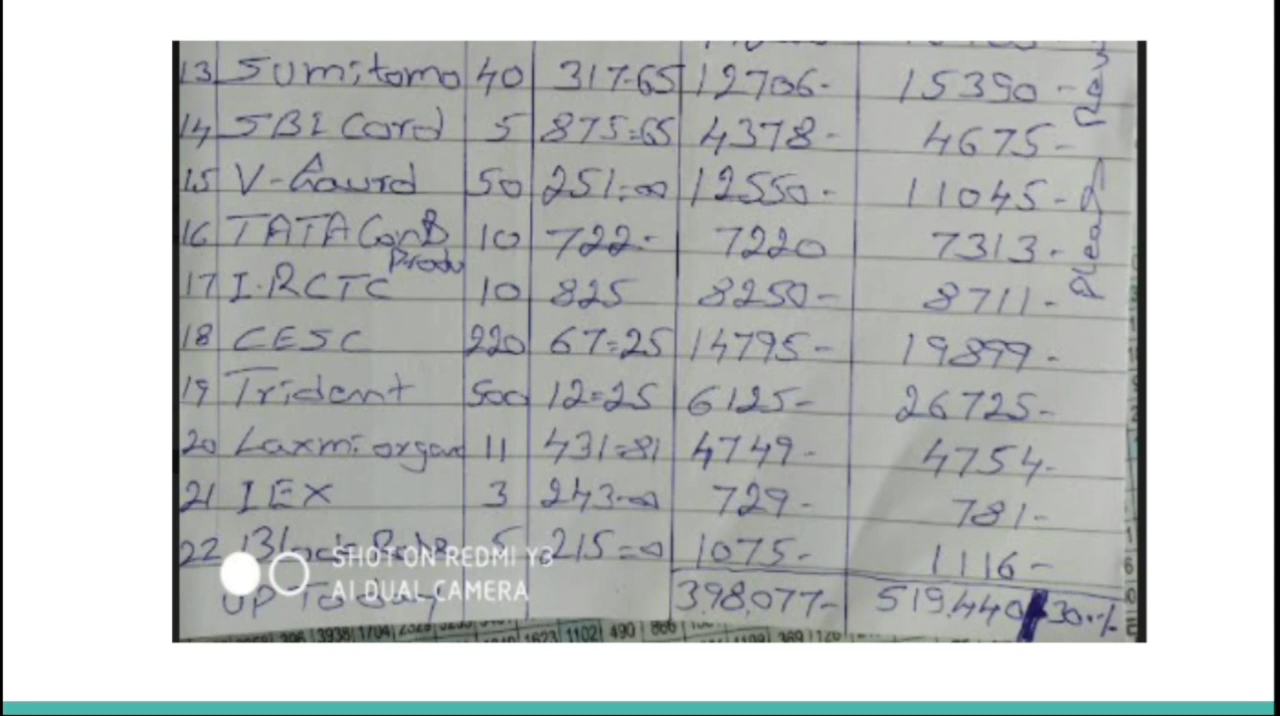 13 Sumitomo 40 317-65 12706- 15390-
14 SBI Card 5 875=65 4378- 4675-
15 V-Gaurd 50 251=00 12550- 11045-
16 TATA Con 10 722- 7220 7313-
Produ
17 I.RCTC 10 825 8250- 8711-
18 CESC 220 67=25 14795- 19899-
19 Trident 500 12=25 6125- 26725-
20 Laxmi organ 11 431=81 4749- 4754-
21 IEX 3 243-00 729- 781-
22 5 215=00 1075- 1116-
SHOT ON REDMI Y3
AI DUAL CAMERA
UP To 398,077- 519,440 30%